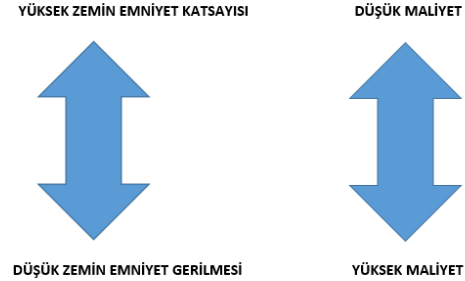 YÜKSEK ZEMİN EMNİYET KATSAYISI
DÜŞÜK MALİYET
DÜŞÜK ZEMİN EMNİYET GERİLMESİ
YÜKSEK MALİYET